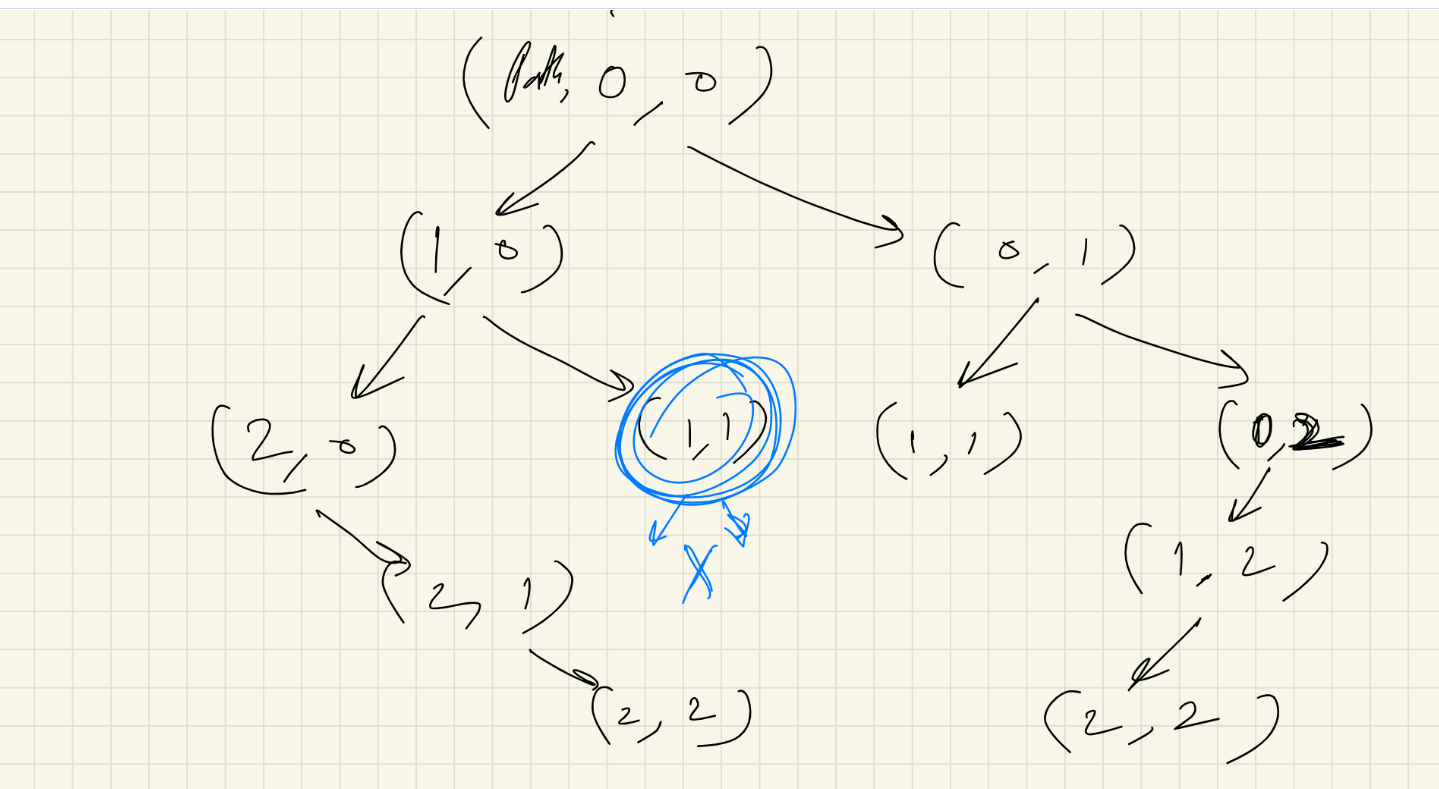 (Path, 0, 0)
(1, 0) (0, 1)
(2, 0) (1, 1) (1, 1) (0, 2)
X
(2, 1) (1, 2)
(2, 2) (2, 2)